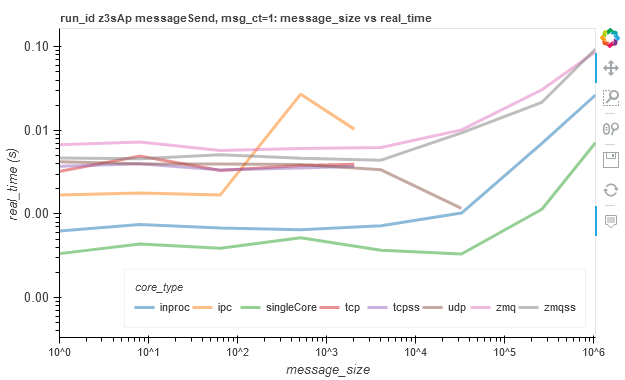 run_id z3sAp messageSend, msg_ct=1: message_size vs real_time
0.10
0.01
0.00
0.00
real_time (s)
core_type
inproc ipc singleCore tcp tcpss udp zmq zmqss
10^0 10^1 10^2 10^3 10^4 10^5 10^6
message_size